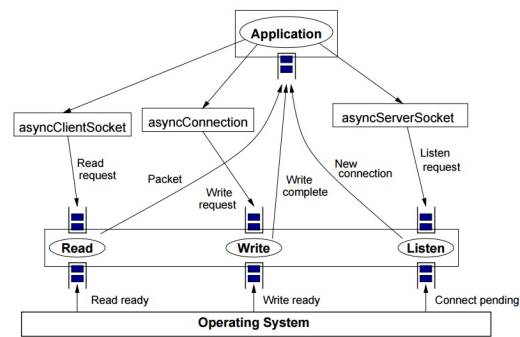 Application
asyncClientSocket
asyncConnection
asyncServerSocket
Read
request
Packet
Write
request
Write
complete
New
connection
Listen
request
Read
Write
Listen
Read ready
Write ready
Connect pending
Operating System